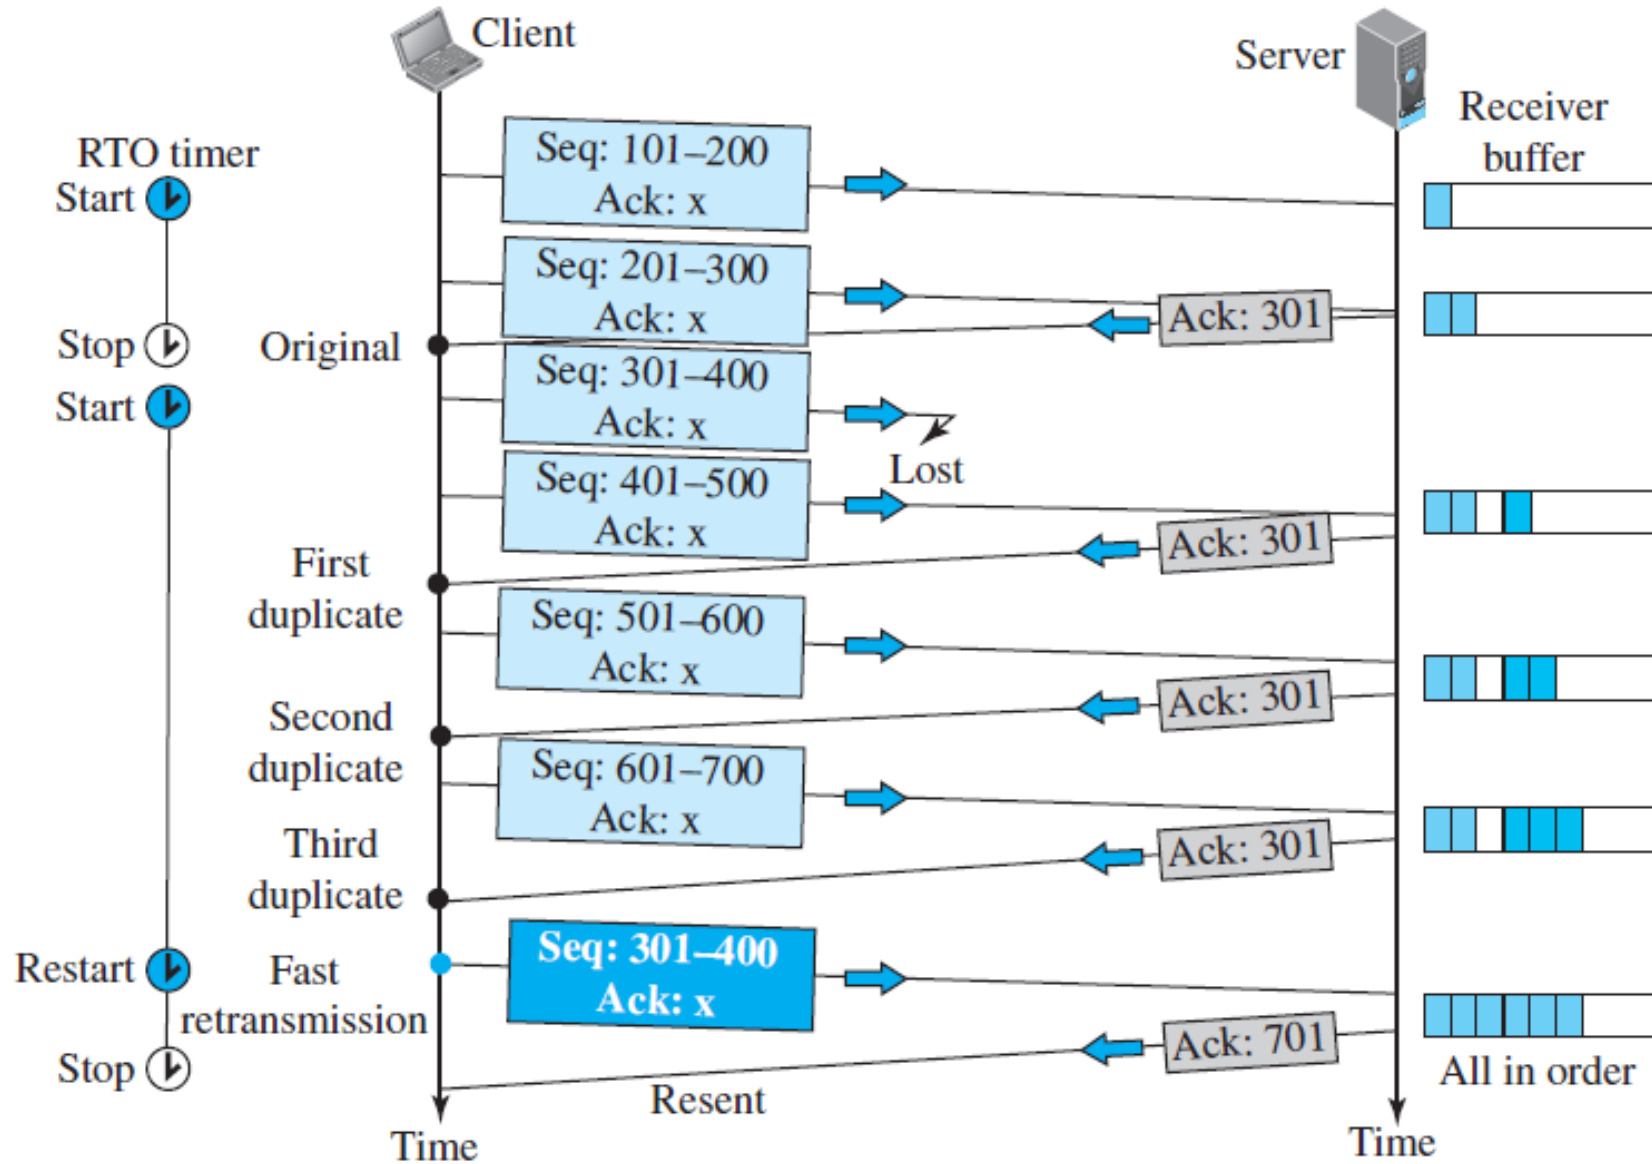 Client
Server
Receiver
buffer
RTO timer
Start
Seq: 101–200
Ack: x
Seq: 201–300
Ack: x
Ack: 301
Stop
Original
Start
Seq: 301–400
Ack: x
Lost
Seq: 401–500
Ack: x
Ack: 301
First
duplicate
Seq: 501–600
Ack: x
Ack: 301
Second
duplicate
Seq: 601–700
Ack: x
Ack: 301
Third
duplicate
Restart
Fast
retransmission
Seq: 301–400
Ack: x
Ack: 701
Stop
Resent
All in order
Time
Time